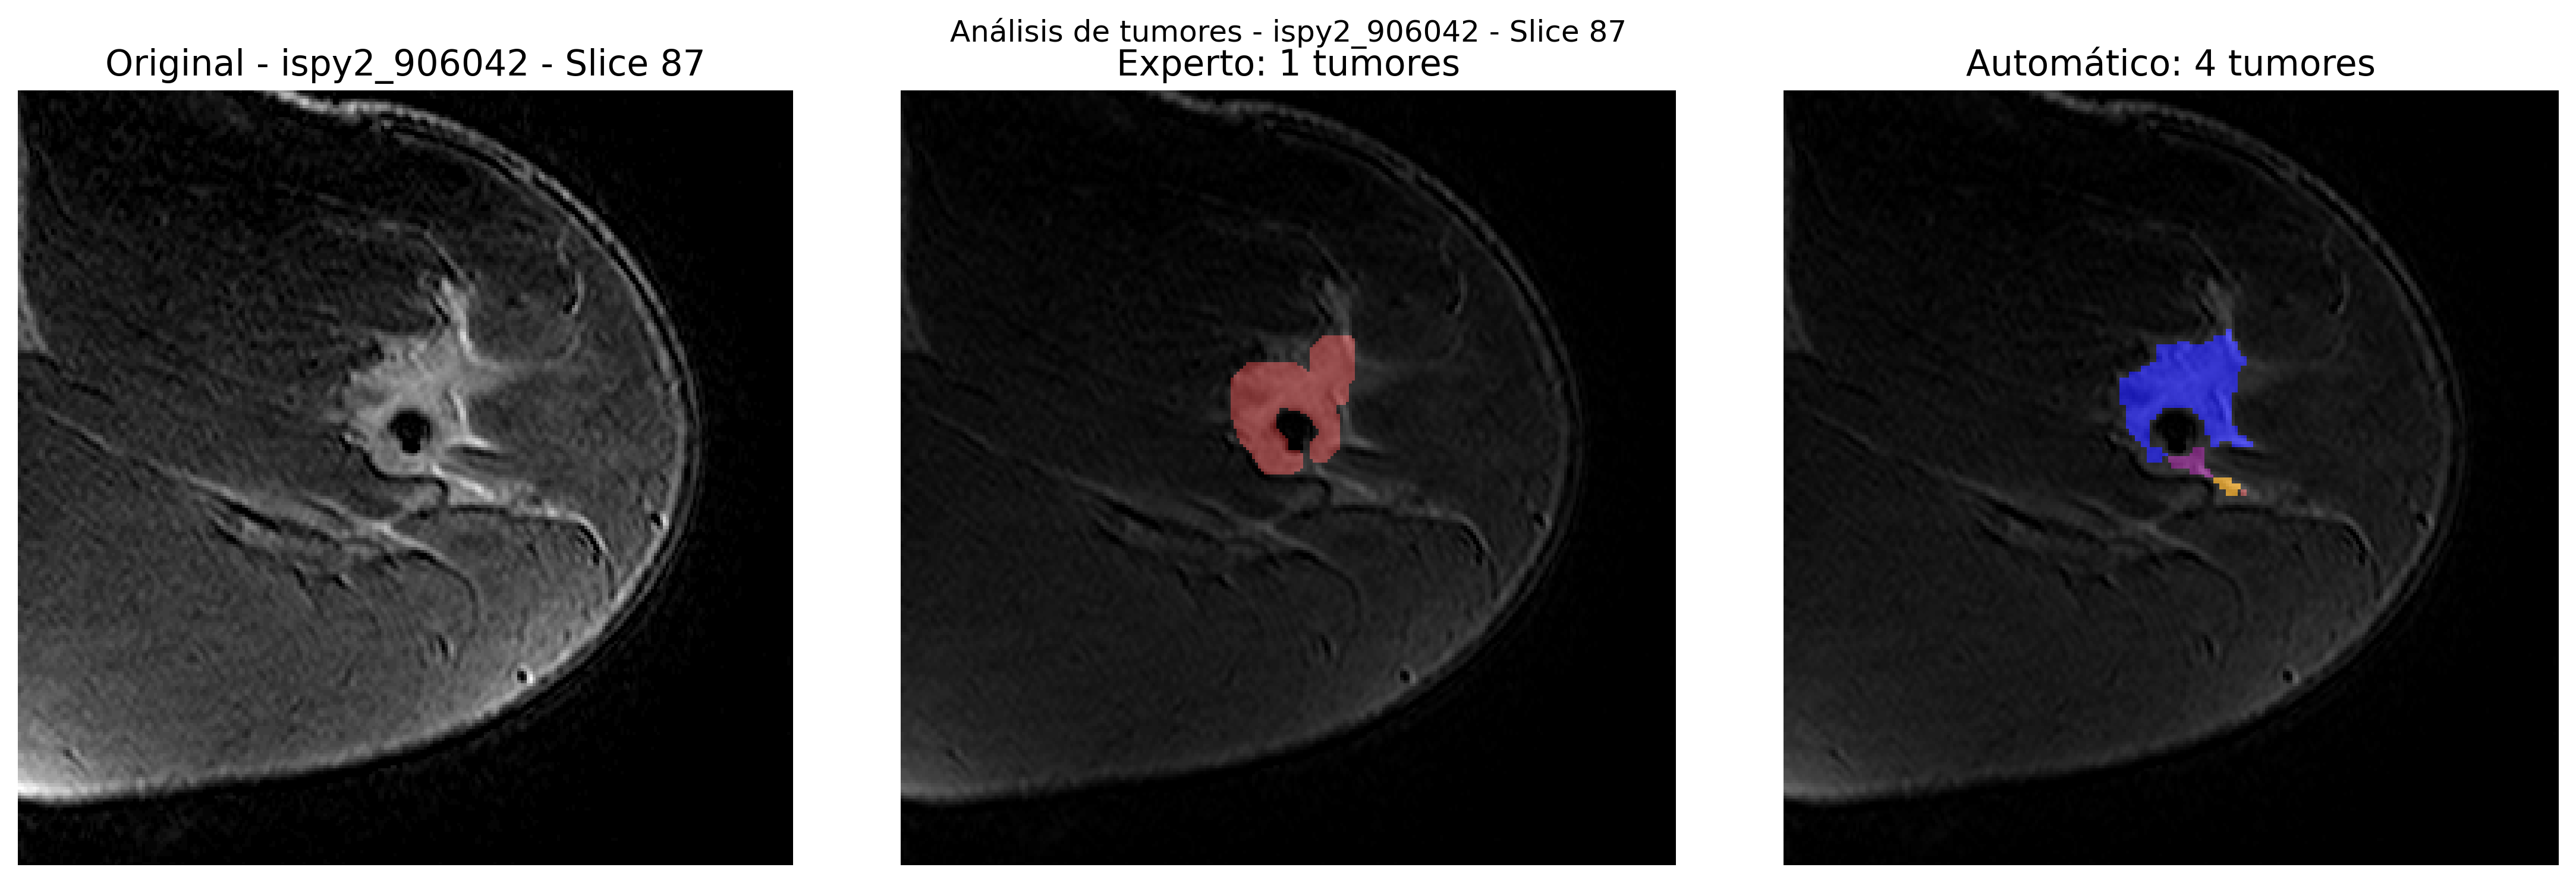 Análisis de tumores - ispy2_906042 - Slice 87
Original - ispy2_906042 - Slice 87
Experto: 1 tumores
Automático: 4 tumores